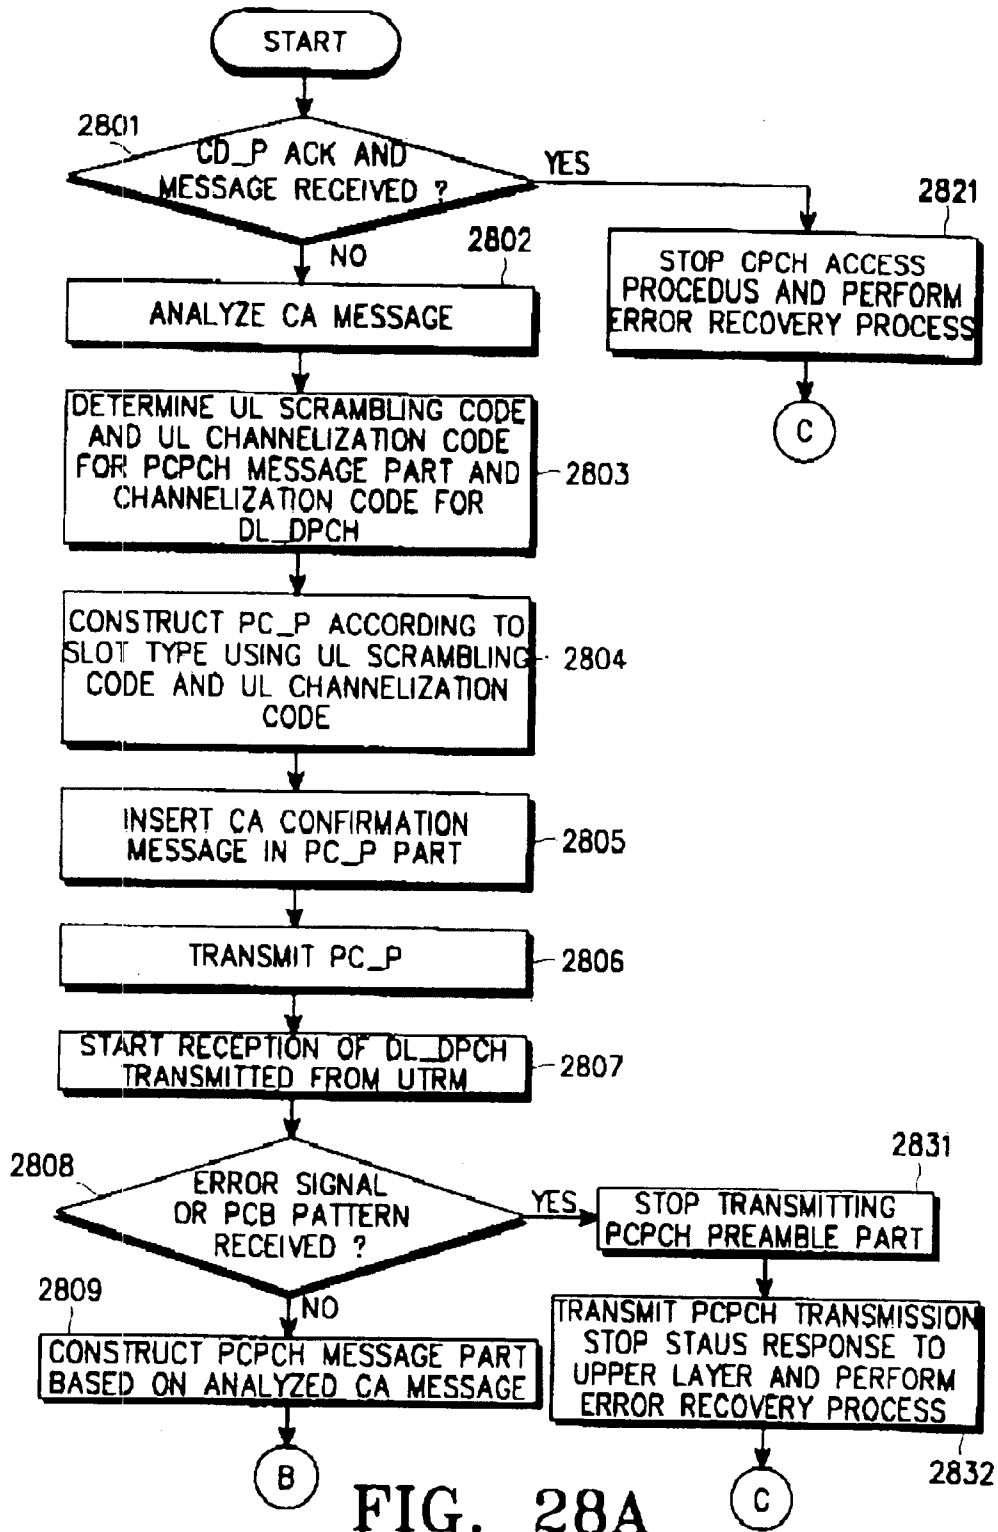 START
2801
CD_P ACK AND
MESSAGE RECEIVED ?
YES
NO
2821
STOP CPCH ACCESS
PROCEDUS AND PERFORM
ERROR RECOVERY PROCESS
C
2802
ANALYZE CA MESSAGE
DETERMINE UL SCRAMBLING CODE
AND UL CHANNELIZATION CODE
FOR PCPCH MESSAGE PART AND
CHANNELIZATION CODE FOR
DL_DPCH
2803
CONSTRUCT PC_P ACCORDING TO
SLOT TYPE USING UL SCRAMBLING
CODE AND UL CHANNELIZATION
CODE
2804
INSERT CA CONFIRMATION
MESSAGE IN PC_P PART
2805
TRANSMIT PC_P
2806
START RECEPTION OF DL_DPCH
TRANSMITTED FROM UTRM
2807
2808
ERROR SIGNAL
OR PCB PATTERN
RECEIVED ?
YES
NO
2831
STOP TRANSMITTING
PCPCH PREAMBLE PART
2809
CONSTRUCT PCPCH MESSAGE PART
BASED ON ANALYZED CA MESSAGE
B
TRANSMIT PCPCH TRANSMISSION
STOP STAUS RESPONSE TO
UPPER LAYER AND PERFORM
ERROR RECOVERY PROCESS
2832
C
FIG. 28A